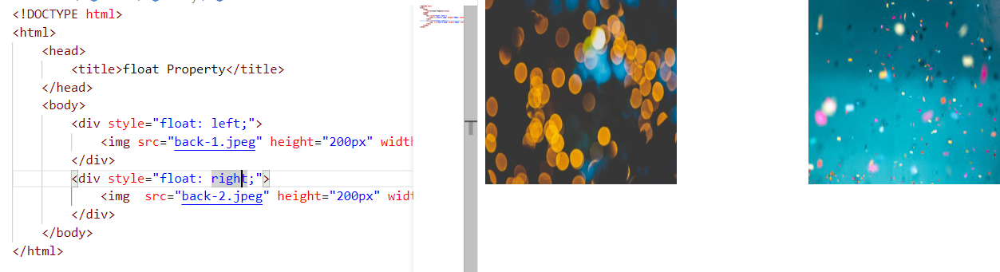 <!DOCTYPE html>
<html>
<head>
<title>float Property</title>
</head>
<body>
<div style="float: left;">
<img src="back-1.jpeg" height="200px" widt
</div>
<div style="float: right;">
<img  src="back-2.jpeg" height="200px" widt
</div>
</body>
</html>